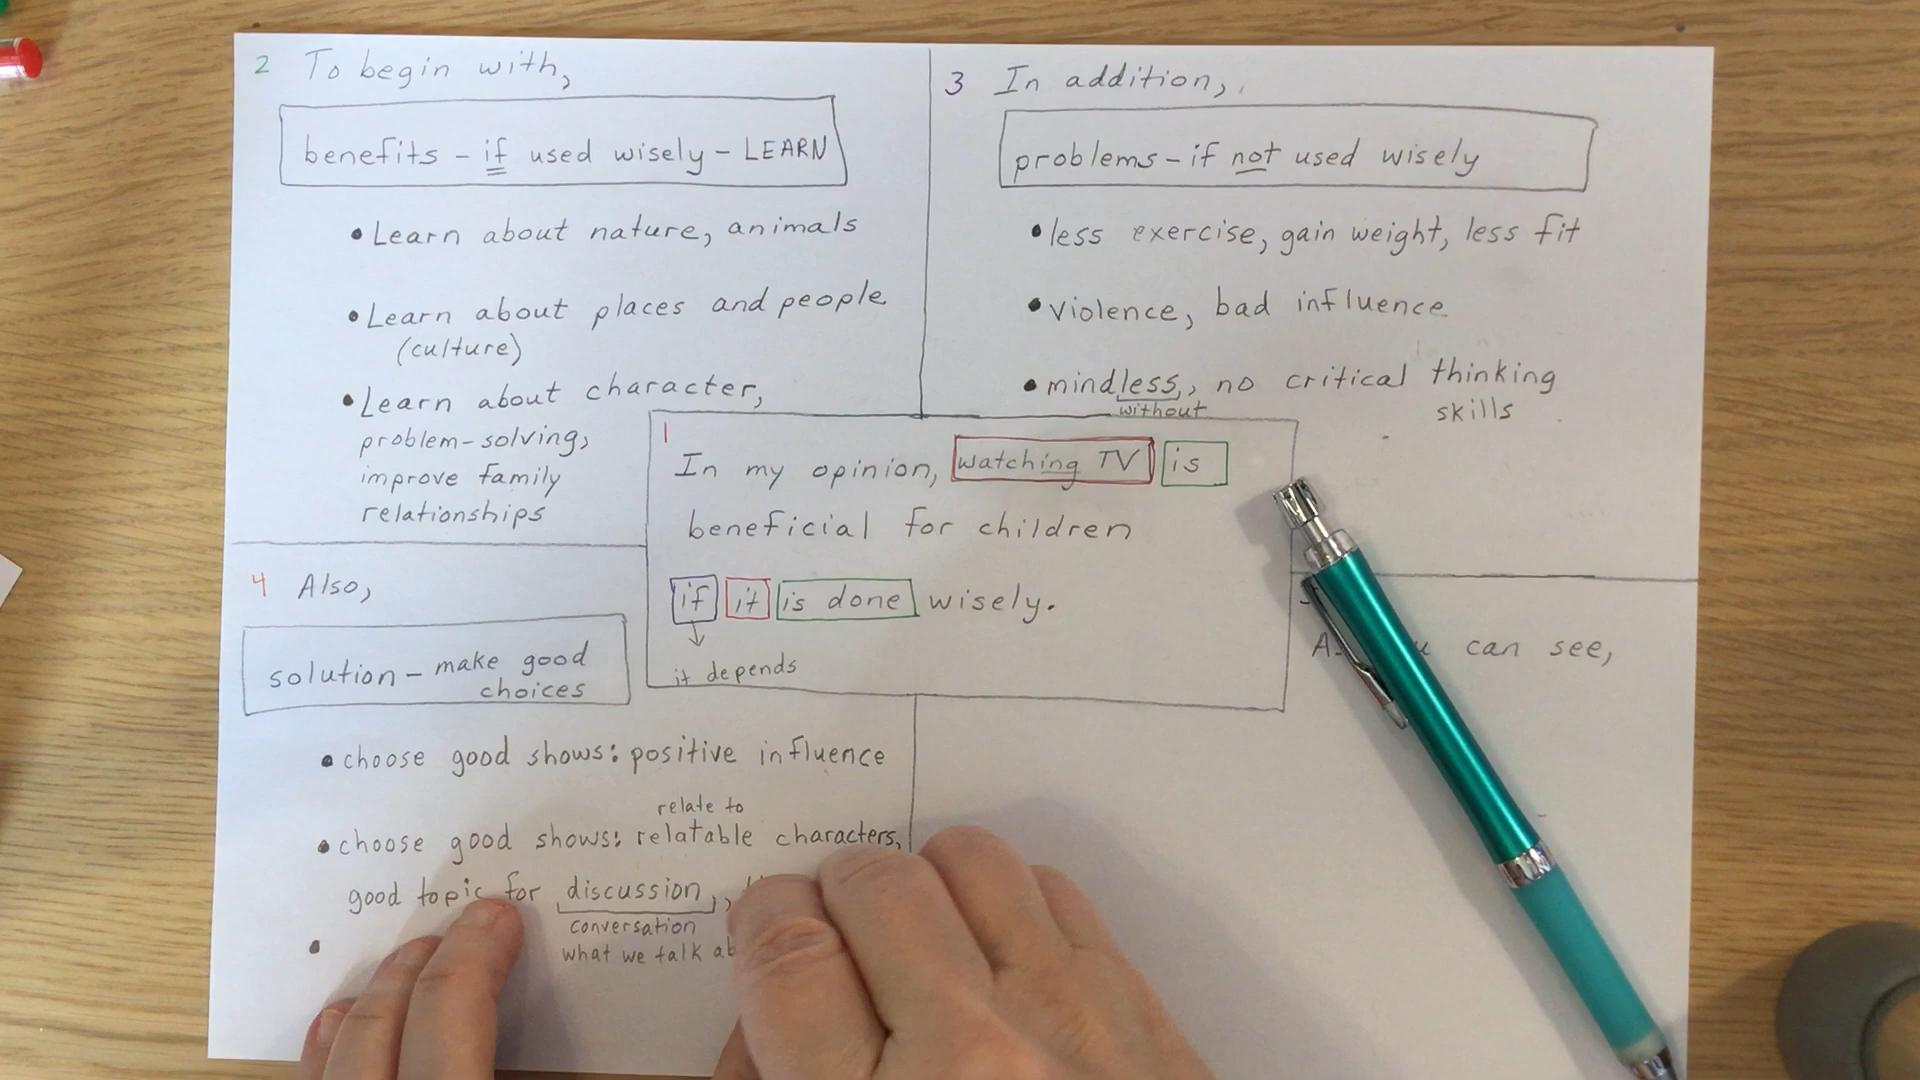 2 To begin with,
benefits - if used wisely - LEARN
• Learn about nature, animals
• Learn about places and people
(culture)
• Learn about character,
problem-solving,
improve family
relationships
3 In addition,
problems - if not used wisely
• less exercise, gain weight, less fit
• violence, bad influence
• mindless, no critical thinking
without
skills
1
In my opinion, watching TV is
beneficial for children
if it is done wisely.
it depends
4 Also,
solution - make good
choices
• choose good shows: positive influence
relate to
• choose good shows: relatable characters,
good topic for discussion,
conversation
what we talk
•
can see,